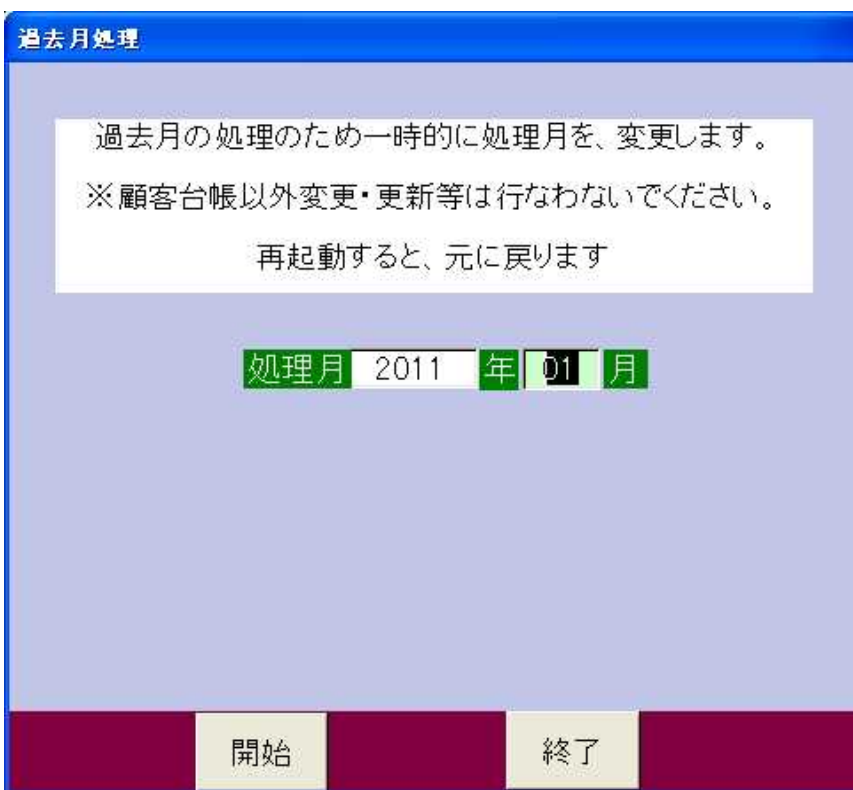 過去月処理
過去月の処理のため一時的に処理月を、変更します。
※顧客台帳以外変更・更新等は行なわないでください。
再起動すると、元に戻ります
処理月 2011 年 01 月
開始 終了